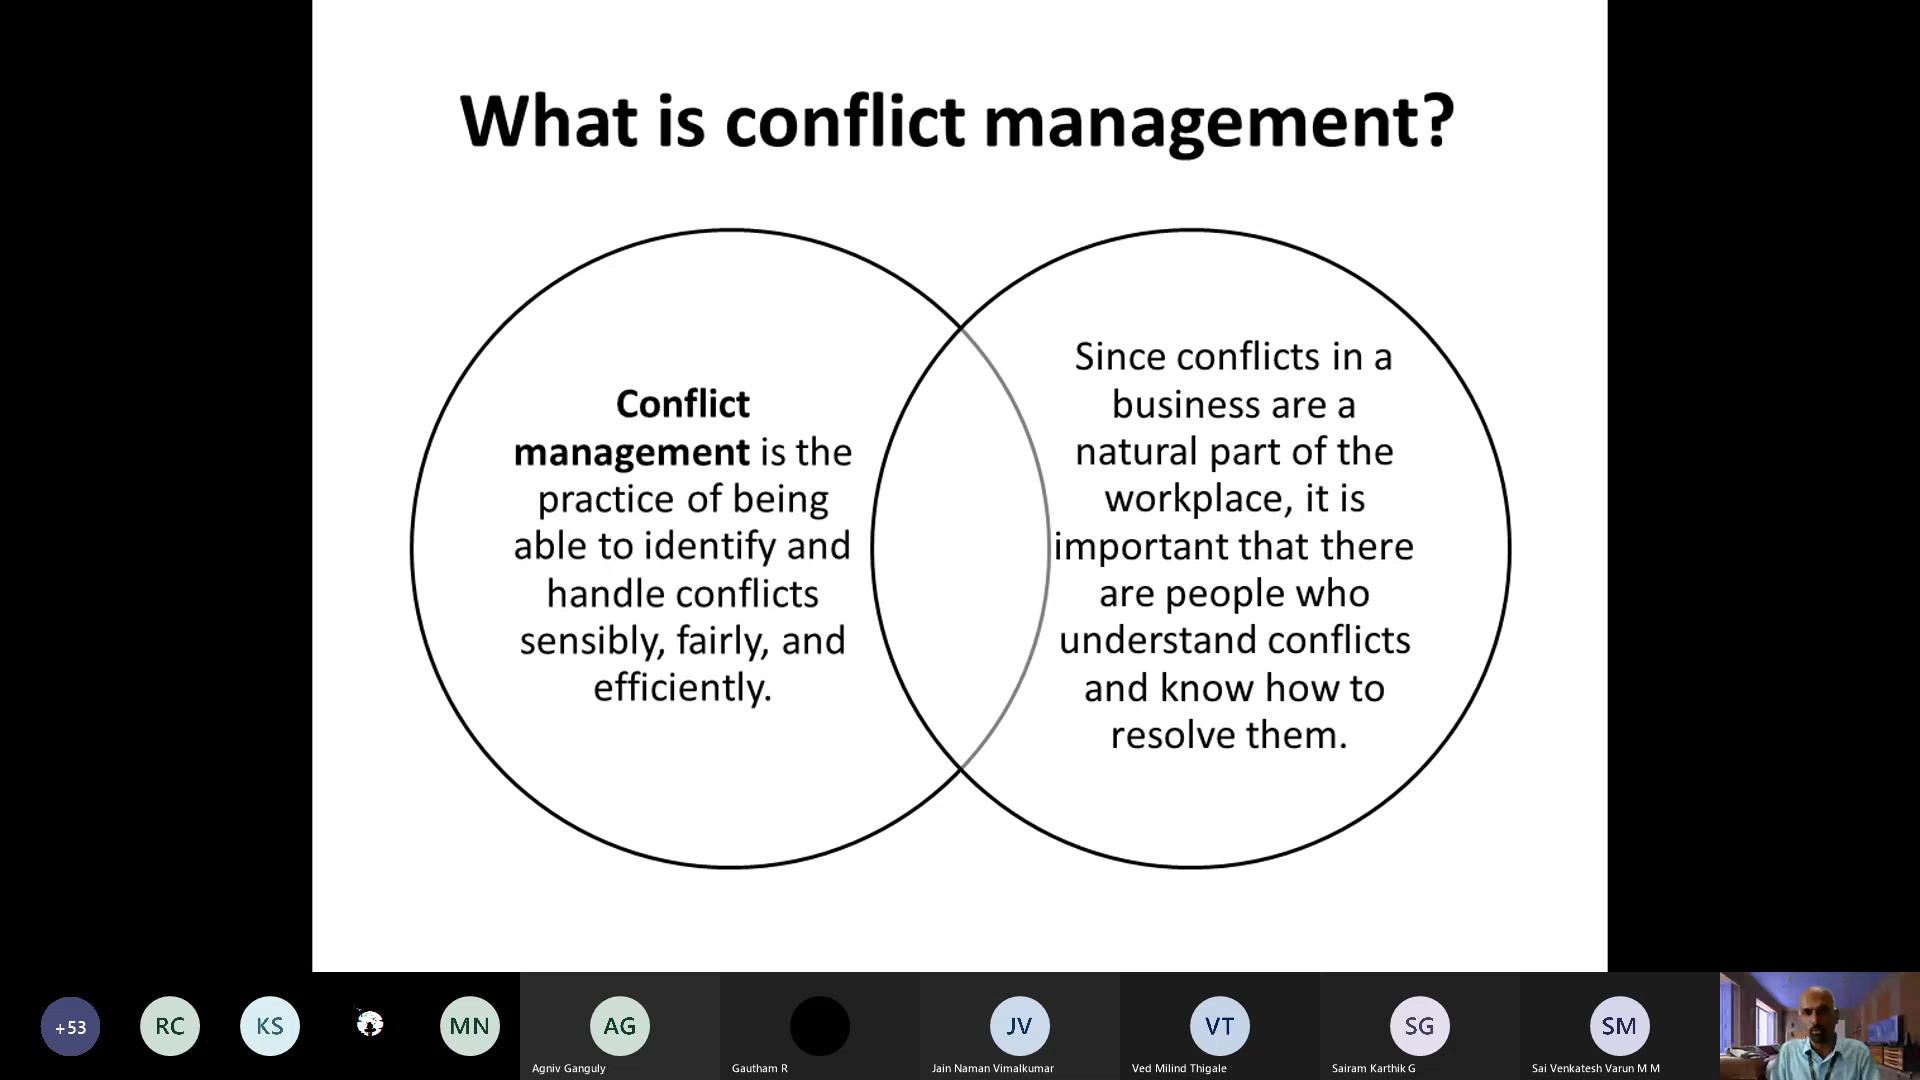 What is conflict management?
Conflict
management is the
practice of being
able to identify and
handle conflicts
sensibly, fairly, and
efficiently.
Since conflicts in a
business are a
natural part of the
workplace, it is
important that there
are people who
understand conflicts
and know how to
resolve them.
+53
RC
KS
MN
AG
JV
VT
SG
SM
Agniv Ganguly
Gautham R
Jain Naman Vimalkumar
Ved Milind Thigale
Sairam Karthik G
Sai Venkatesh Varun M M